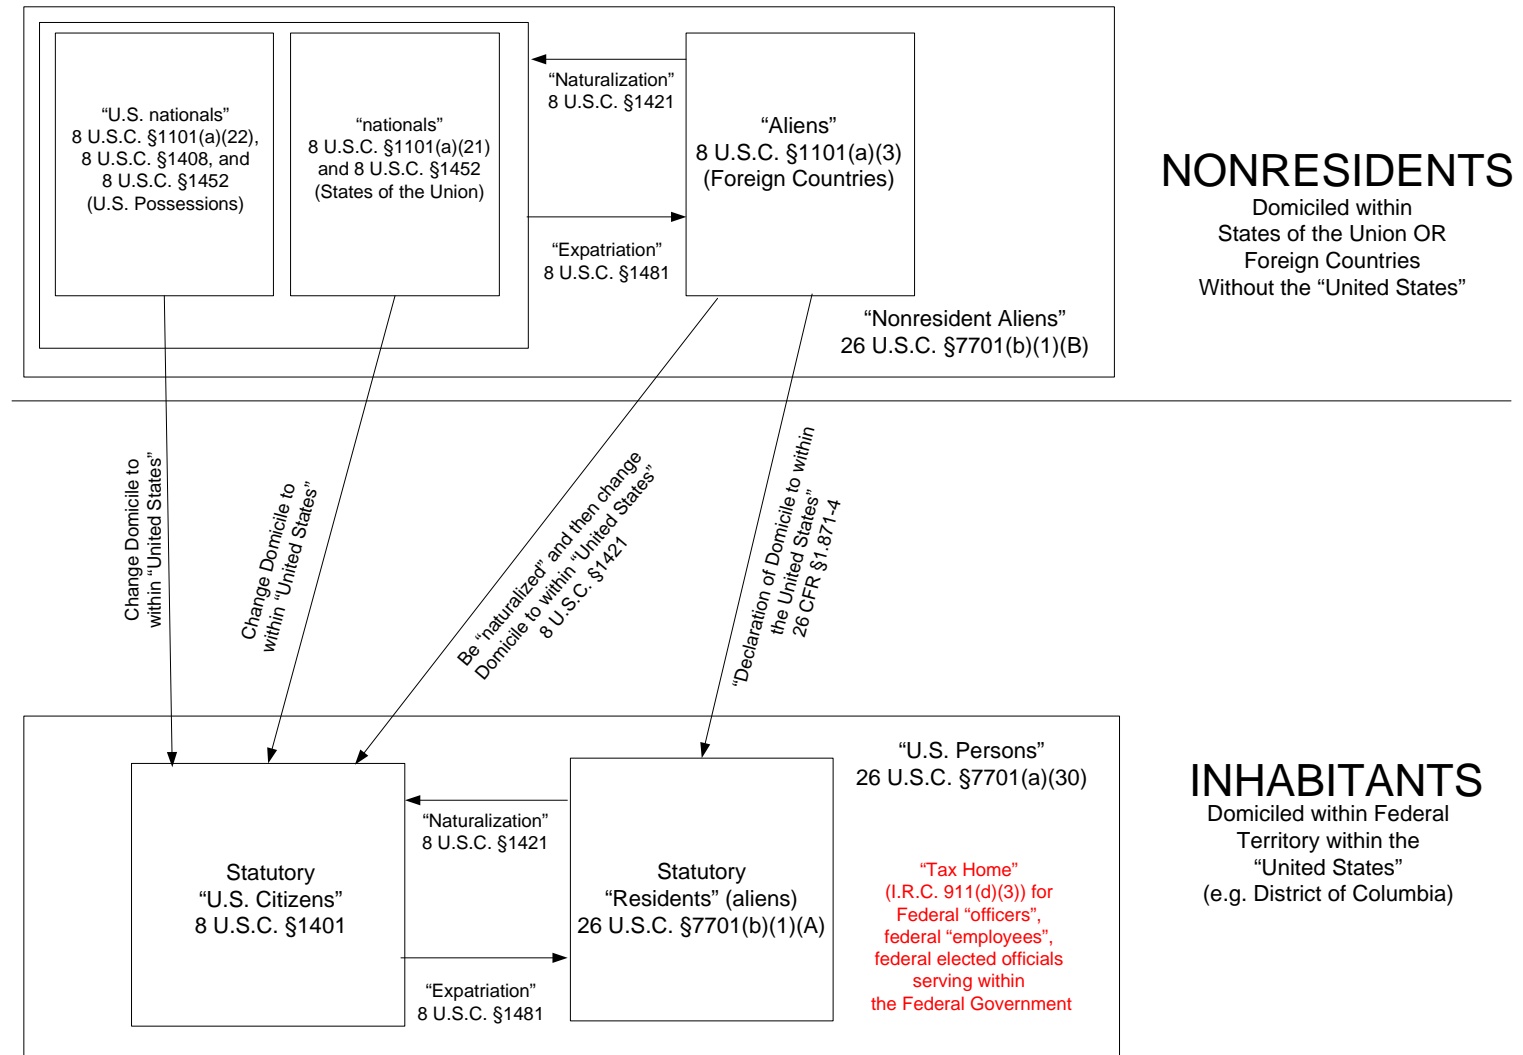 “U.S. nationals”
8 U.S.C. §1101(a)(22),
8 U.S.C. §1408, and
8 U.S.C. §1452
(U.S. Possessions)
“nationals”
8 U.S.C. §1101(a)(21)
and 8 U.S.C. §1452
(States of the Union)
“Naturalization”
8 U.S.C. §1421
“Expatriation”
8 U.S.C. §1481
“Aliens”
8 U.S.C. §1101(a)(3)
(Foreign Countries)
“Nonresident Aliens”
26 U.S.C. §7701(b)(1)(B)
NONRESIDENTS
Domiciled within
States of the Union OR
Foreign Countries
Without the “United States”
Change Domicile to
within “United States”
Change Domicile to
within “United States”
Be “naturalized” and then change
Domicile to within “United States”
8 U.S.C. §1421
“Declaration of Domicile to within
the United States”
26 CFR §1.871-4
“U.S. Persons”
26 U.S.C. §7701(a)(30)
Statutory
“U.S. Citizens”
8 U.S.C. §1401
“Naturalization”
8 U.S.C. §1421
“Expatriation”
8 U.S.C. §1481
Statutory
“Residents” (aliens)
26 U.S.C. §7701(b)(1)(A)
“Tax Home”
(I.R.C. 911(d)(3)) for
Federal “officers”,
federal “employees”,
federal elected officials
serving within
the Federal Government
INHABITANTS
Domiciled within Federal
Territory within the
“United States”
(e.g. District of Columbia)